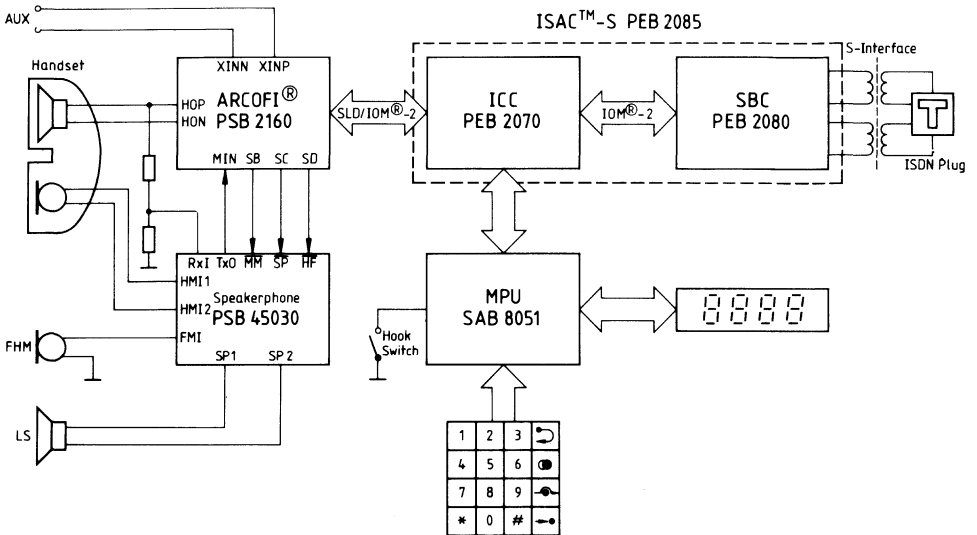 ISAC™-S PEB 2085
AUX
S-Interface
Handset
XINN XINP
ARCOFI®
PSB 2160
HOP
HON
MIN SB SC SD
SLD/IOM®-2
ICC
PEB 2070
IOM®-2
SBC
PEB 2080
ISDN Plug
RxI TxO MM SP HF
HMI1
Speakerphone
HMI2 PSB 45030
FMI
SP1 SP2
FHM
LS
Hook
Switch
MPU
SAB 8051
8888
1 2 3
4 5 6
7 8 9
* 0 #